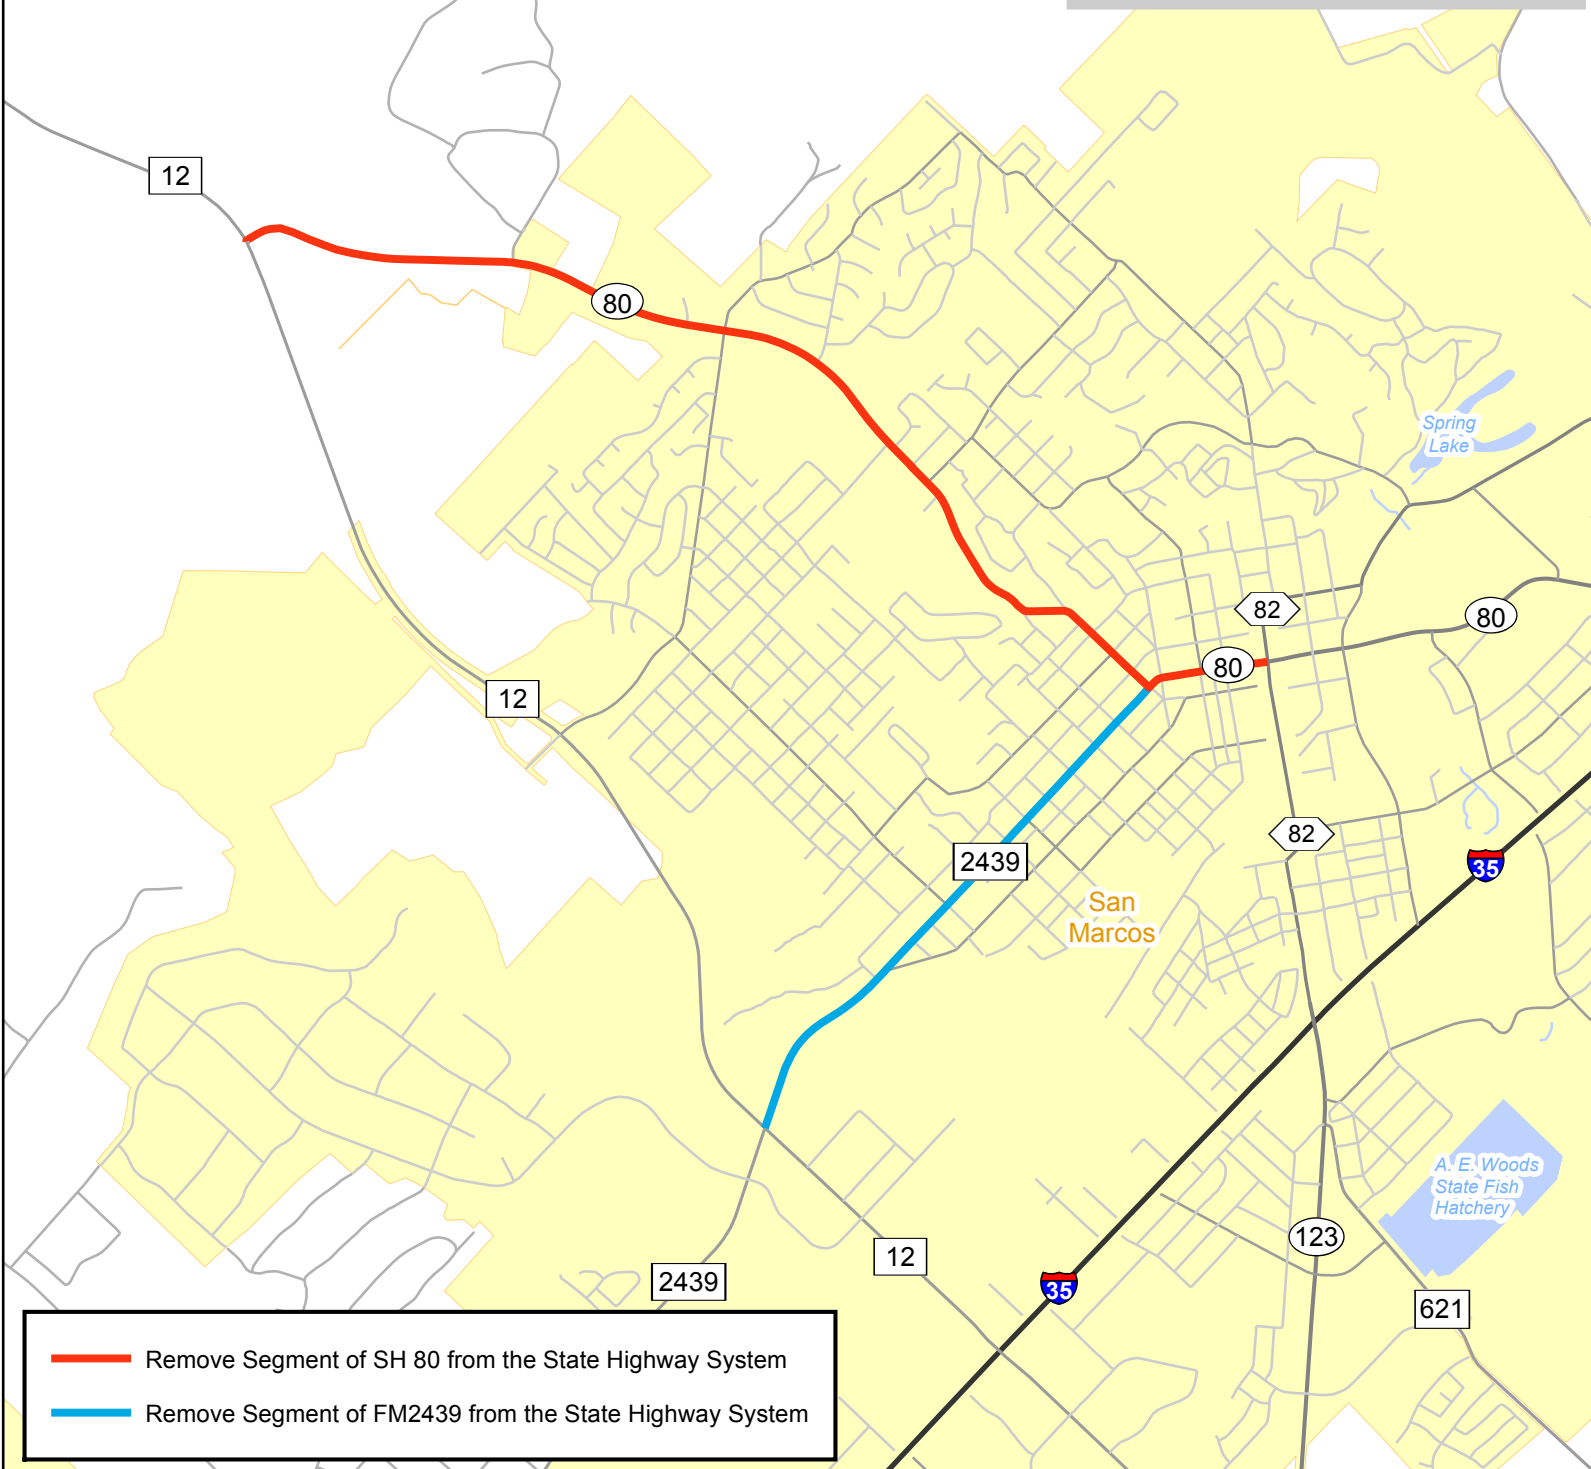 12
80
Spring
Lake
82
80
80
12
82
2439
35
San
Marcos
A. E. Woods
State Fish
Hatchery
123
12
2439
35
621
Remove Segment of SH 80 from the State Highway System
Remove Segment of FM2439 from the State Highway System